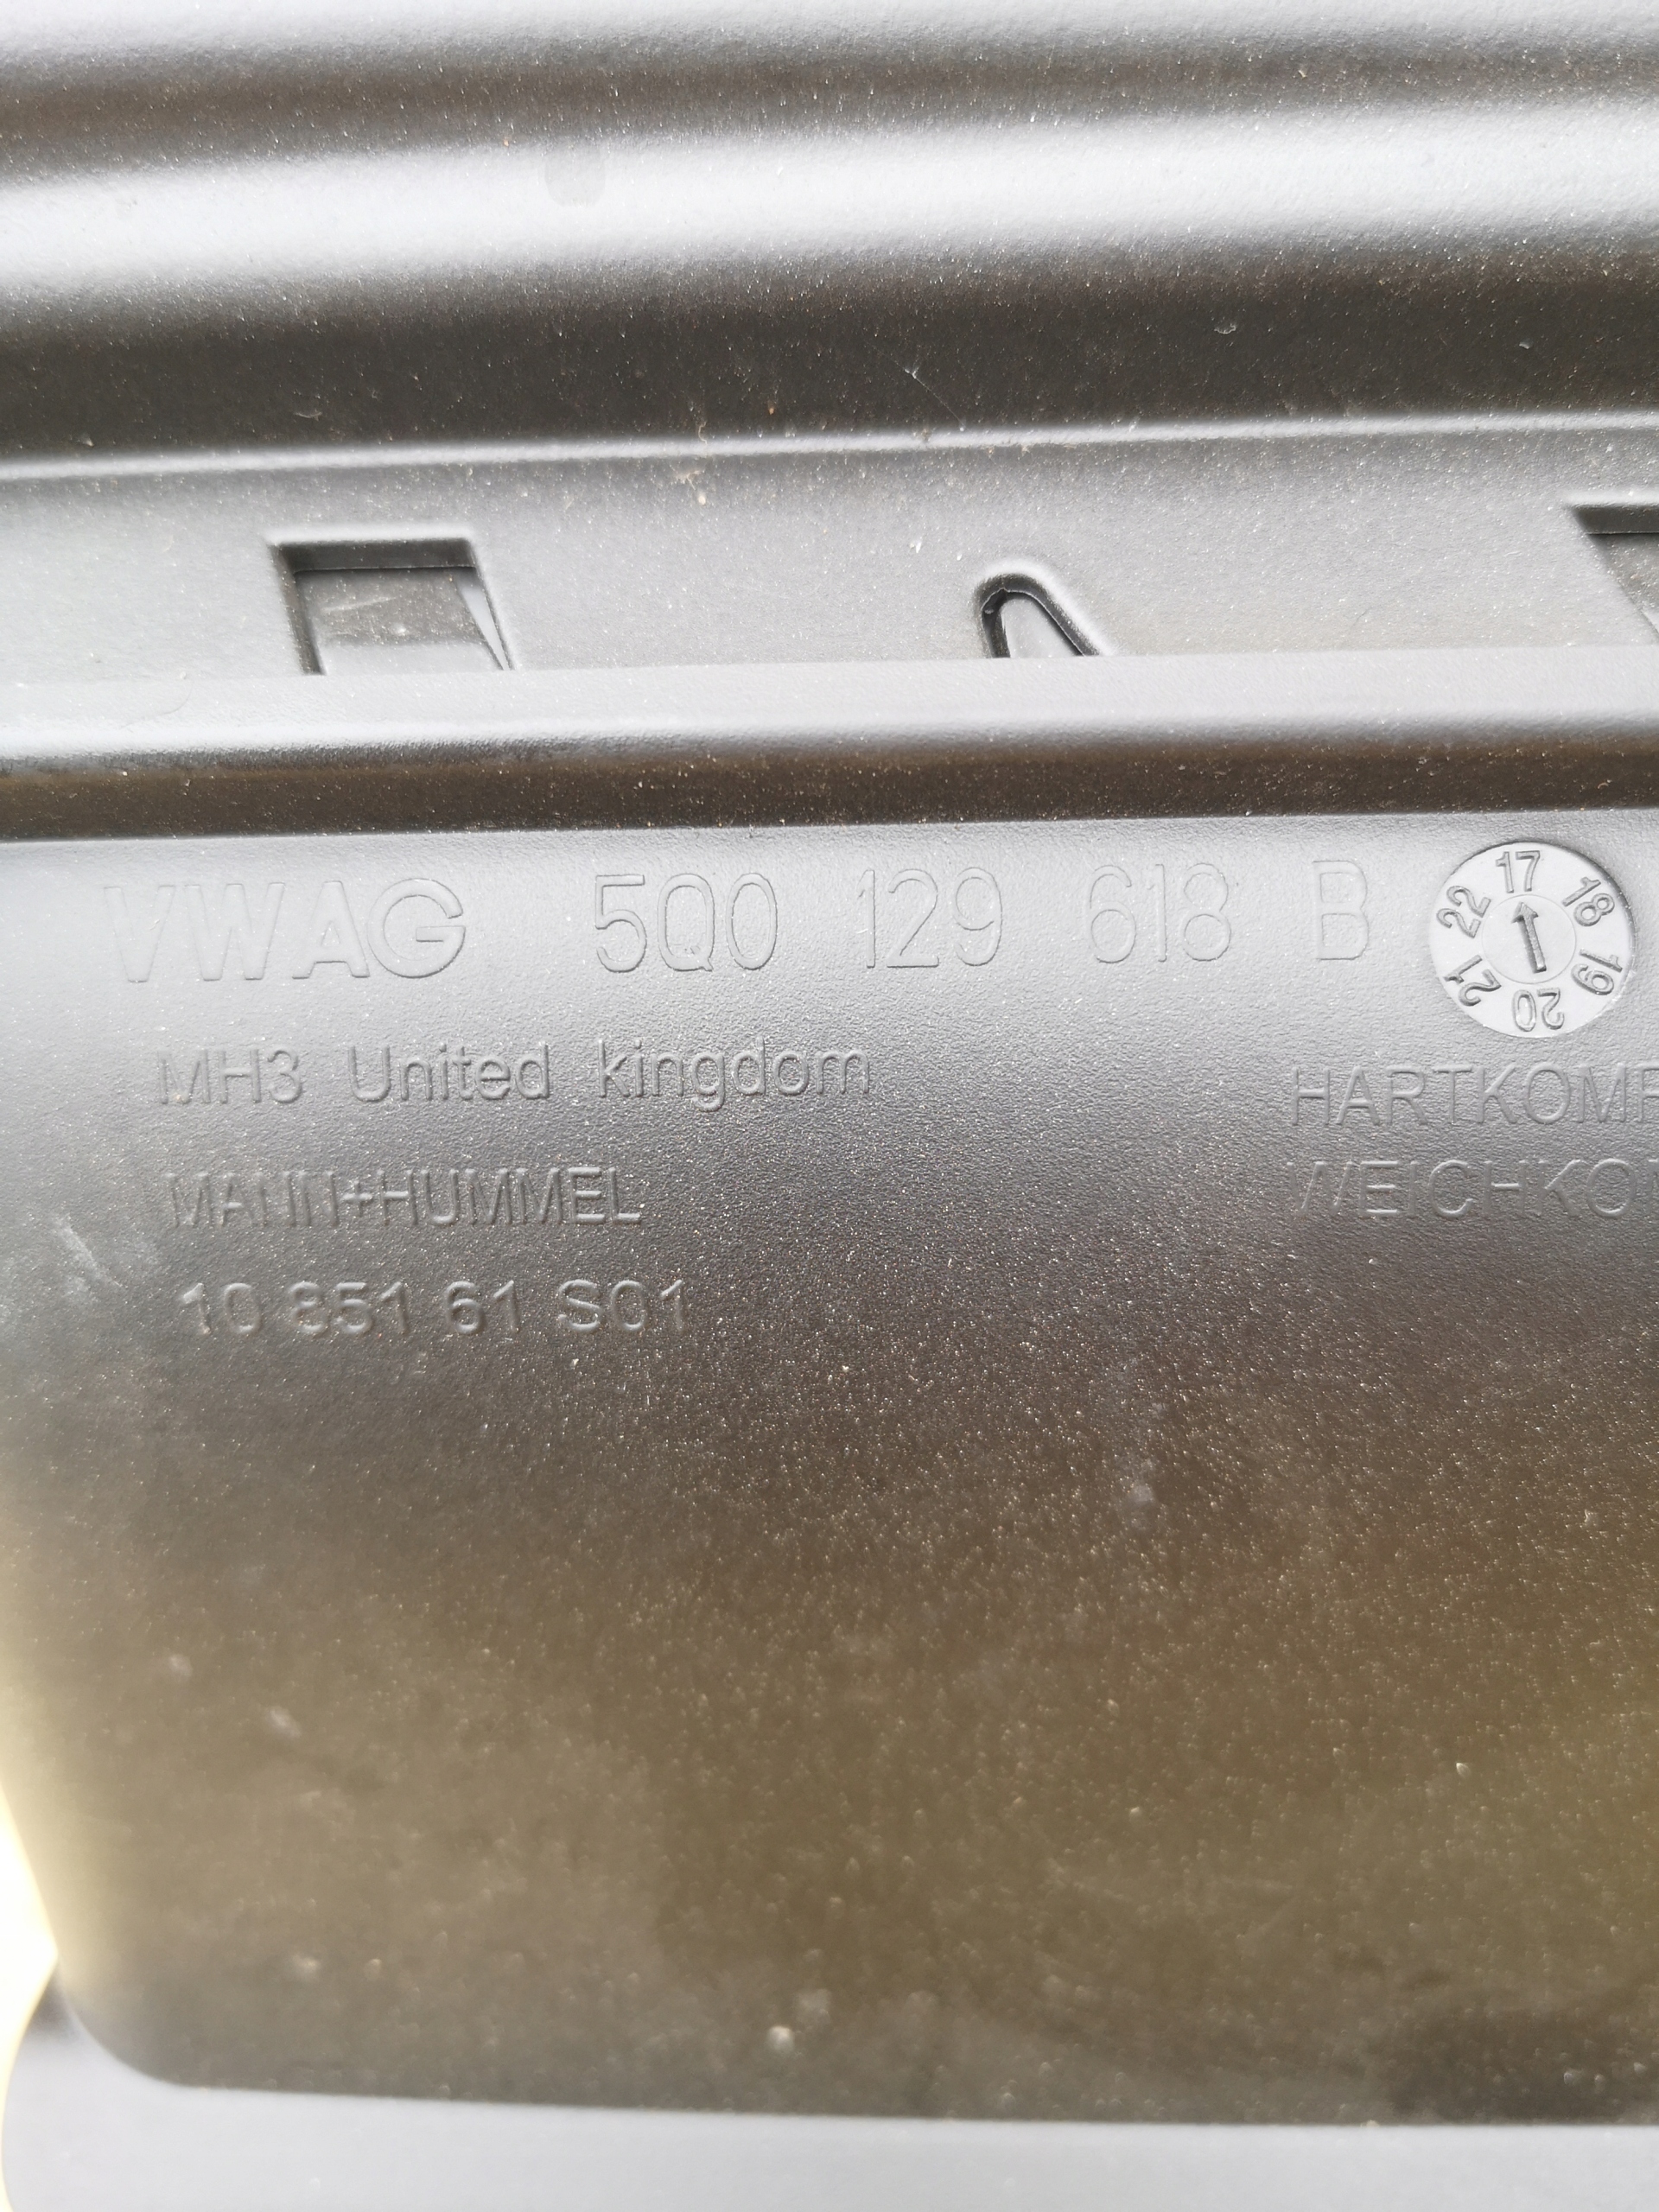 VWAG 5Q0 129 618 B
17 18 19 20 21 22
MH3 United kingdom
HARTKOMP
MANN+HUMMEL
WEICHKO
10 851 61 S01